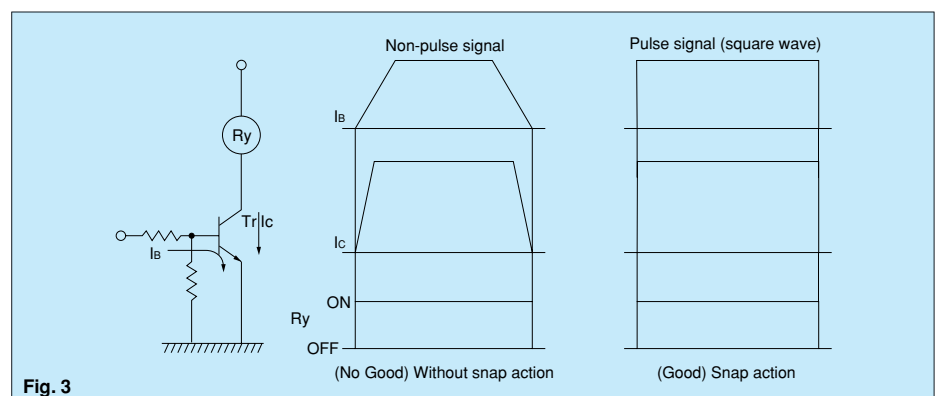 Non-pulse signal
Pulse signal (square wave)
IB
Ry
Tr Ic
IB
IC
ON
Ry
OFF
(No Good) Without snap action
(Good) Snap action
Fig. 3